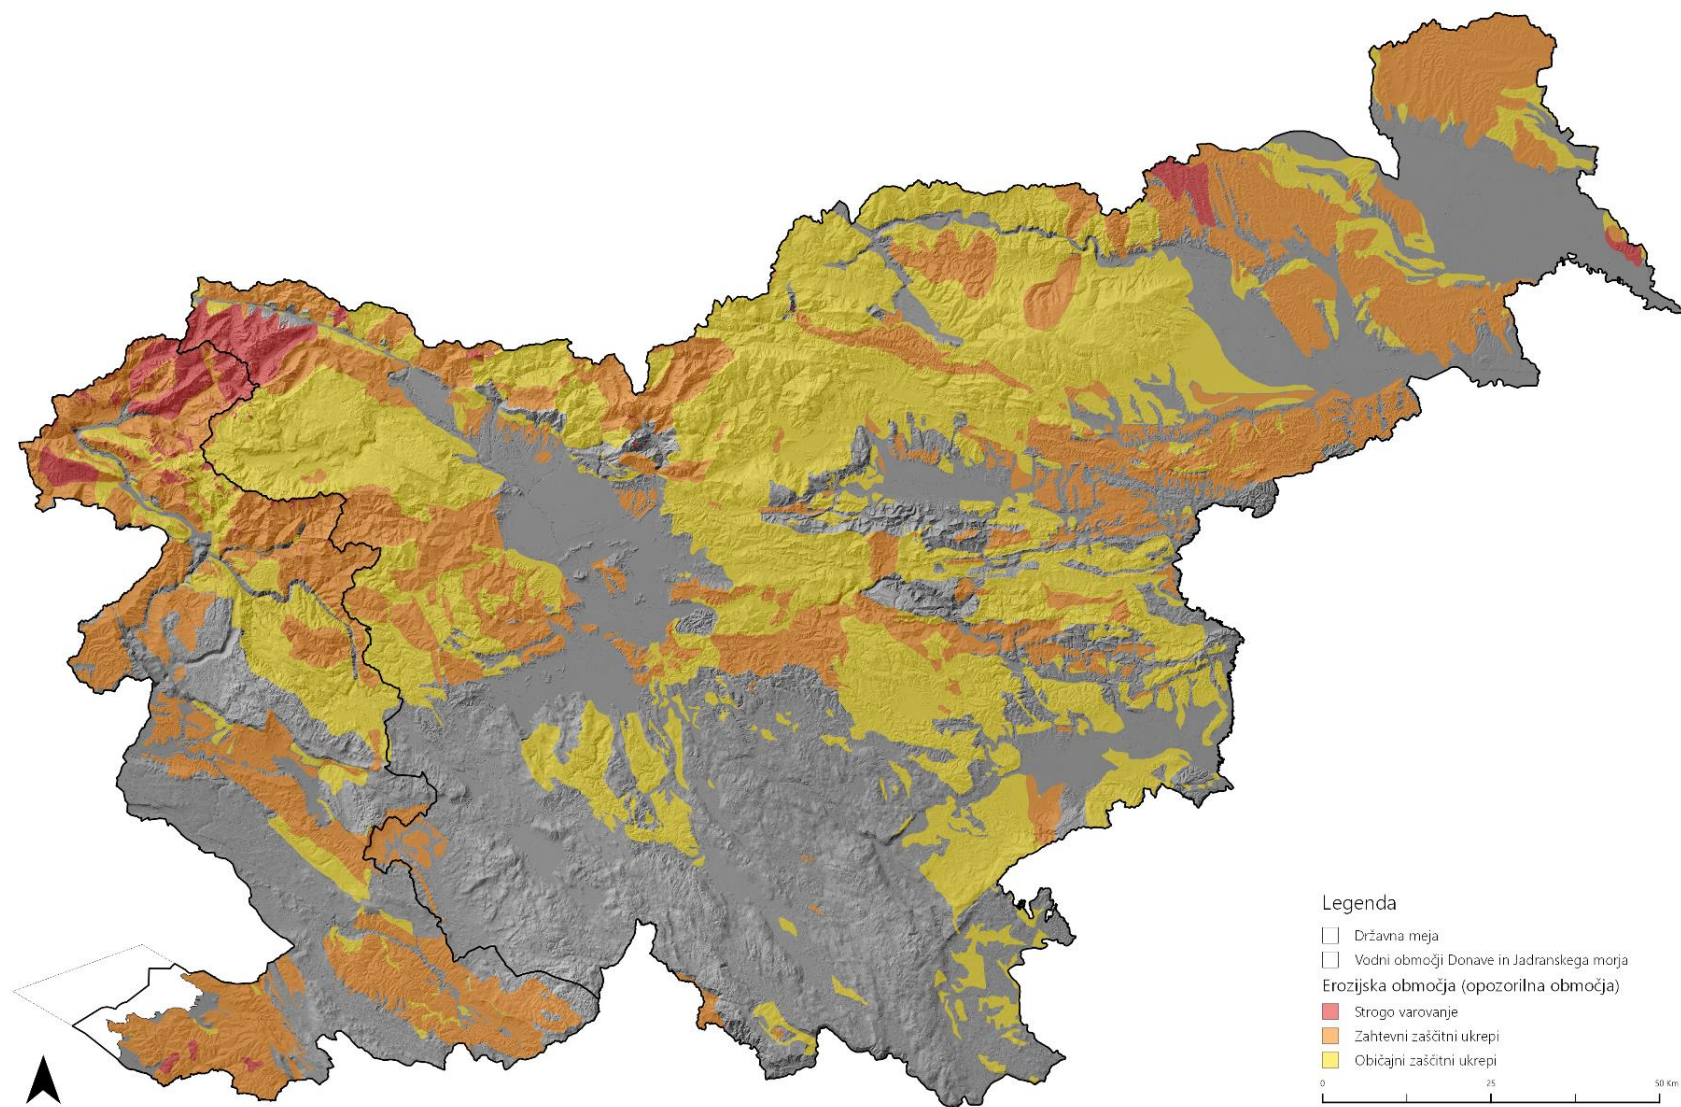 Legenda
Državna meja
Vodni območji Donave in Jadranskega morja
Erozijska območja (opozorilna območja)
Strogo varovanje
Zahtevni zaščitni ukrepi
Običajni zaščitni ukrepi
0 25 50 Km